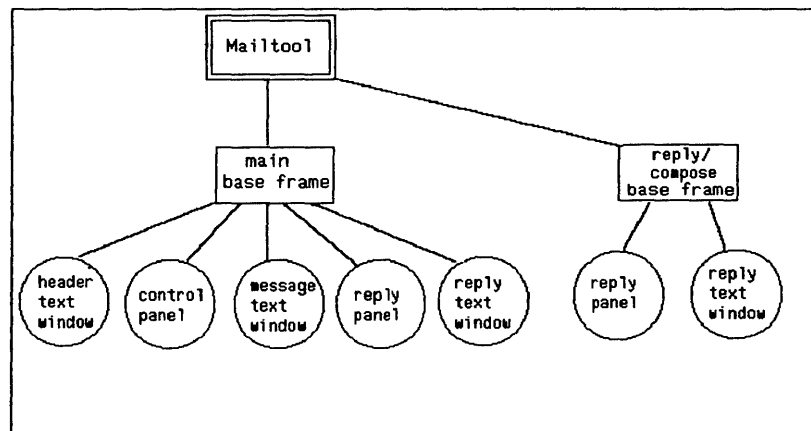 Mailtool
main
base frame
reply/
compose
base frame
header
text
window
control
panel
message
text
window
reply
panel
reply
text
window
reply
panel
reply
text
window